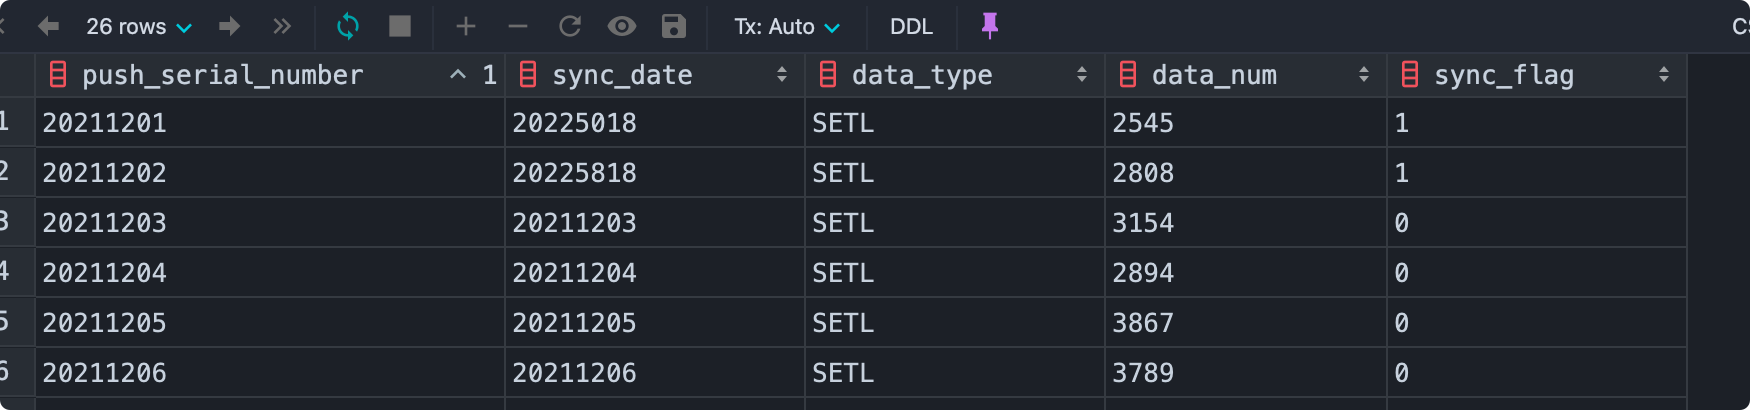 26 rows Tx: Auto DDL
push_serial_number 1 sync_date data_type data_num sync_flag
1 20211201 20225018 SETL 2545 1
2 20211202 20225818 SETL 2808 1
3 20211203 20211203 SETL 3154 0
4 20211204 20211204 SETL 2894 0
5 20211205 20211205 SETL 3867 0
6 20211206 20211206 SETL 3789 0